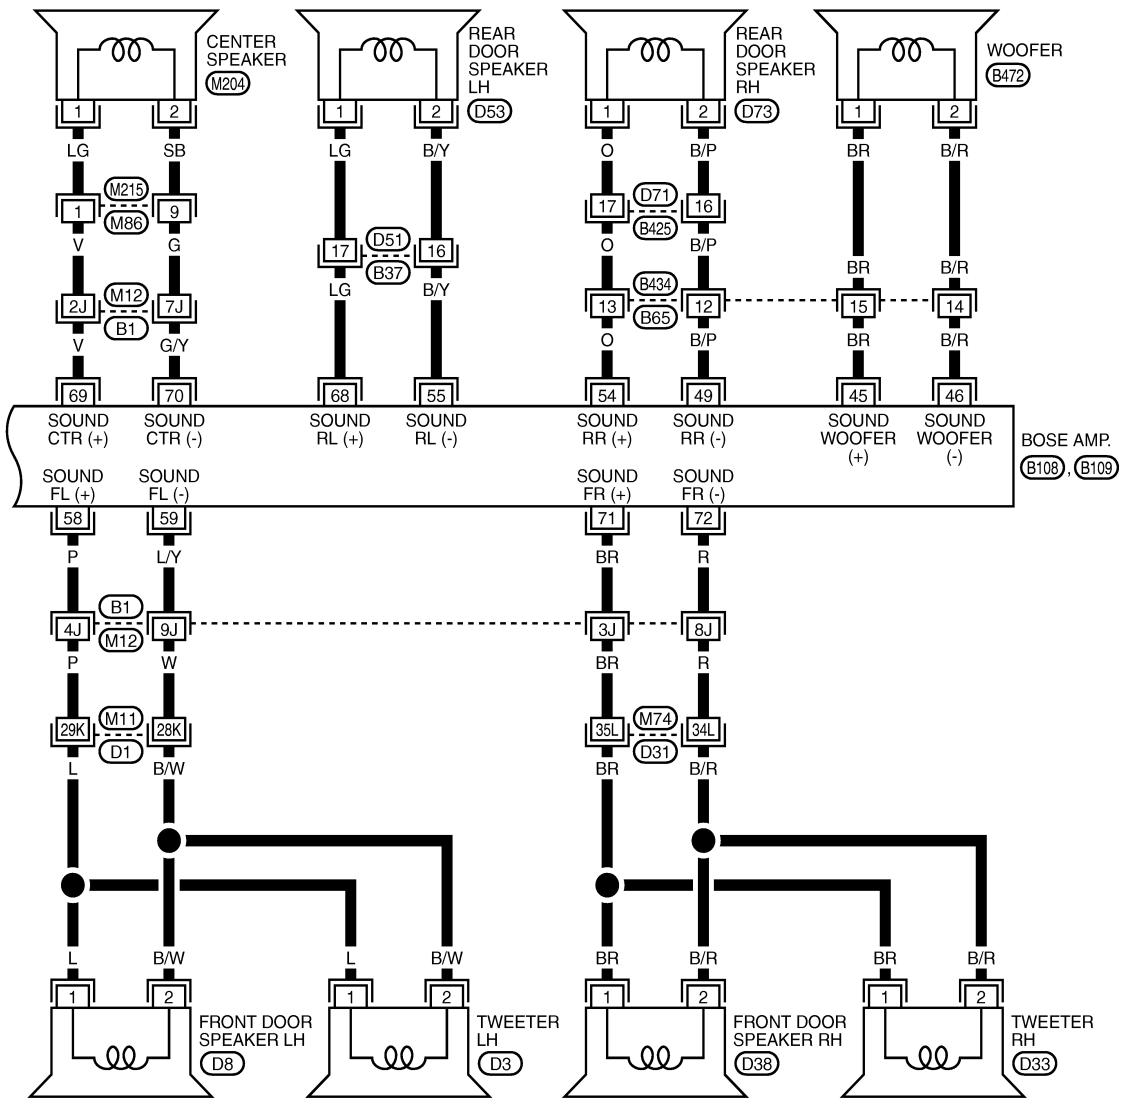 CENTER
SPEAKER
M204
REAR
DOOR
SPEAKER
LH
D53
REAR
DOOR
SPEAKER
RH
D73
WOOFER
B472
1 2 1 2 1 2 1 2
LG SB LG B/Y O B/P BR B/R
M215
1 9
M86
D71
17 16
B425
V G
D51
17 16
B37
O B/P
BR B/R
M12
2J 7J
B1
LG B/Y
B434
13 12 15 14
B65
V G/Y O B/P BR B/R
69 70 68 55 54 49 45 46
SOUND CTR (+)
SOUND CTR (-)
SOUND RL (+)
SOUND RL (-)
SOUND RR (+)
SOUND RR (-)
SOUND WOOFER (+)
SOUND WOOFER (-)
BOSE AMP.
B108 , B109
SOUND FL (+)
SOUND FL (-)
SOUND FR (+)
SOUND FR (-)
58 59 71 72
P L/Y BR R
B1
4J 9J 3J 8J
M12
P W BR R
M11
29K 28K
D1
M74
35L 34L
D31
L B/W BR B/R
L B/W L B/W BR B/R BR B/R
1 2 1 2 1 2 1 2
FRONT DOOR
SPEAKER LH
D8
TWEETER
LH
D3
FRONT DOOR
SPEAKER RH
D38
TWEETER
RH
D33